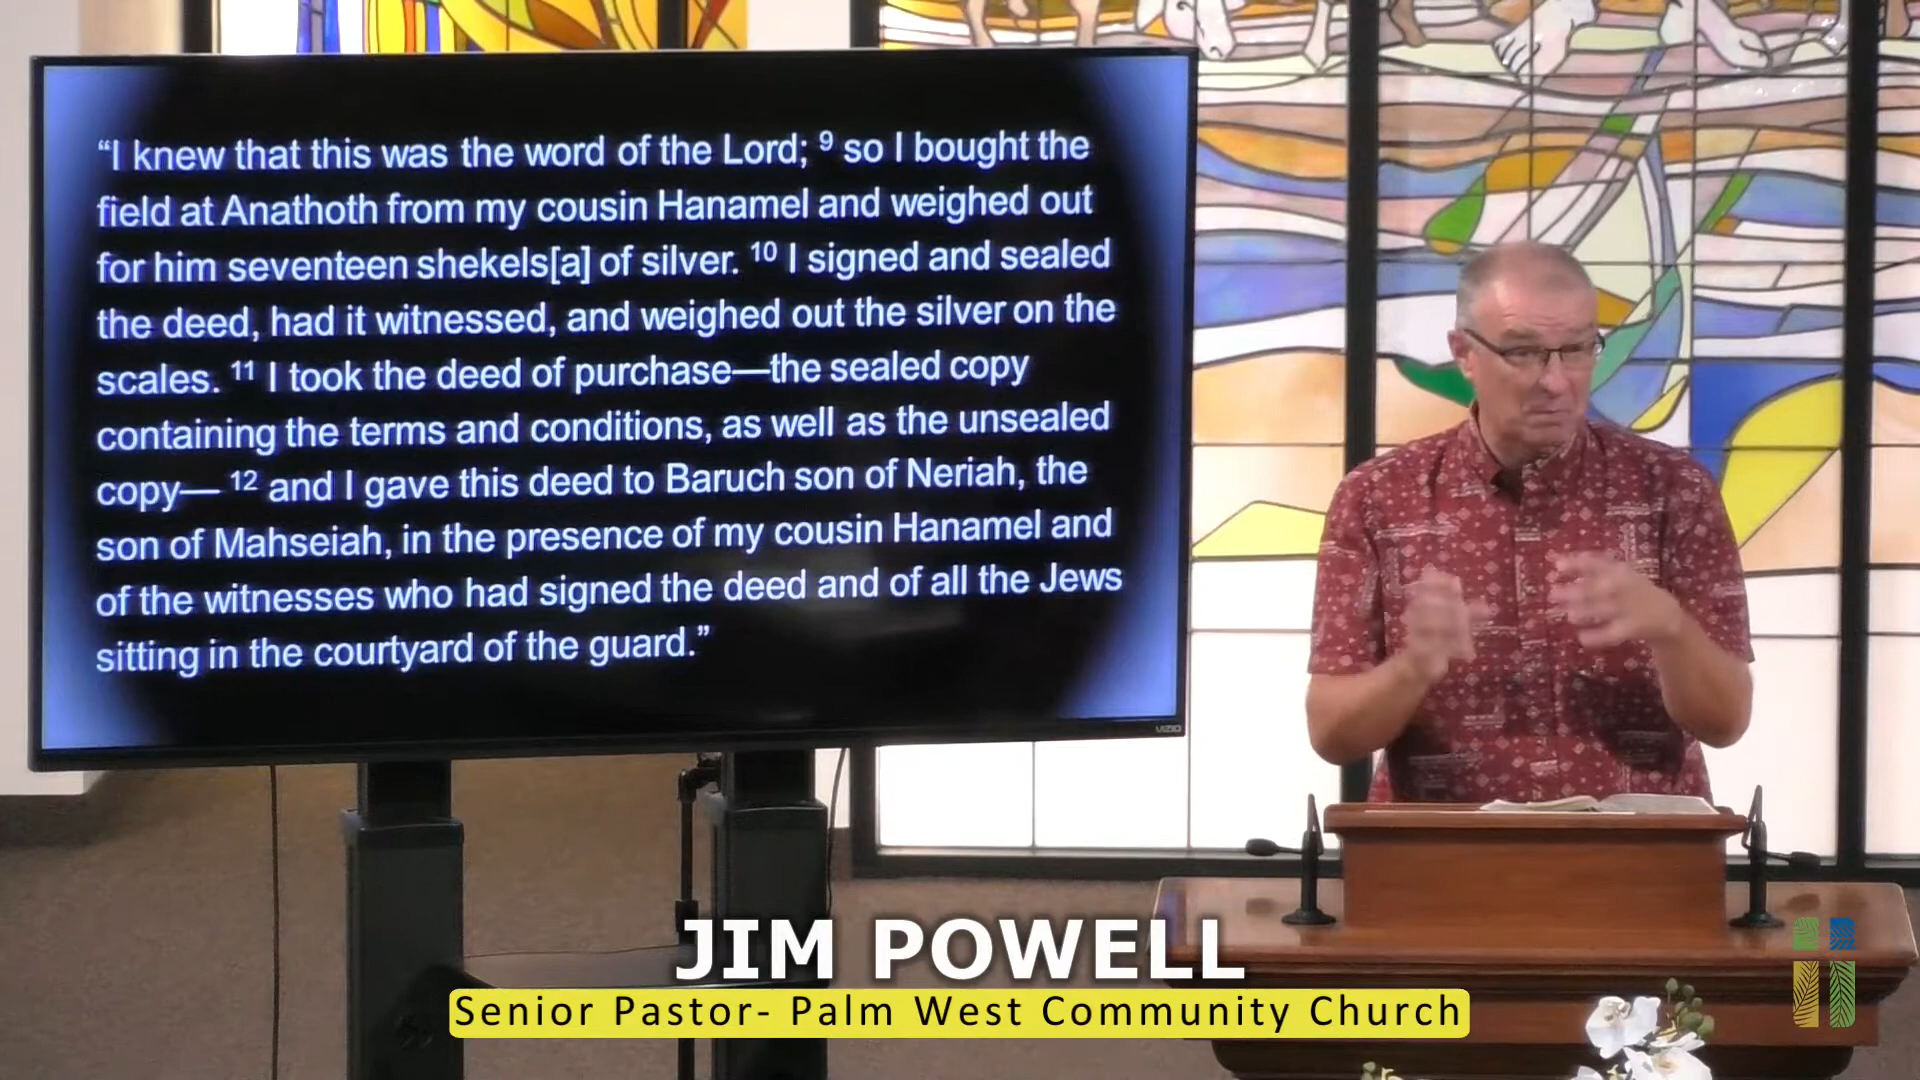 “I knew that this was the word of the Lord; ⁹ so I bought the
field at Anathoth from my cousin Hanamel and weighed out
for him seventeen shekels[a] of silver. ¹⁰ I signed and sealed
the deed, had it witnessed, and weighed out the silver on the
scales. ¹¹ I took the deed of purchase—the sealed copy
containing the terms and conditions, as well as the unsealed
copy— ¹² and I gave this deed to Baruch son of Neriah, the
son of Mahseiah, in the presence of my cousin Hanamel and
of the witnesses who had signed the deed and of all the Jews
sitting in the courtyard of the guard.”
VIZIO
JIM POWELL
Senior Pastor- Palm West Community Church